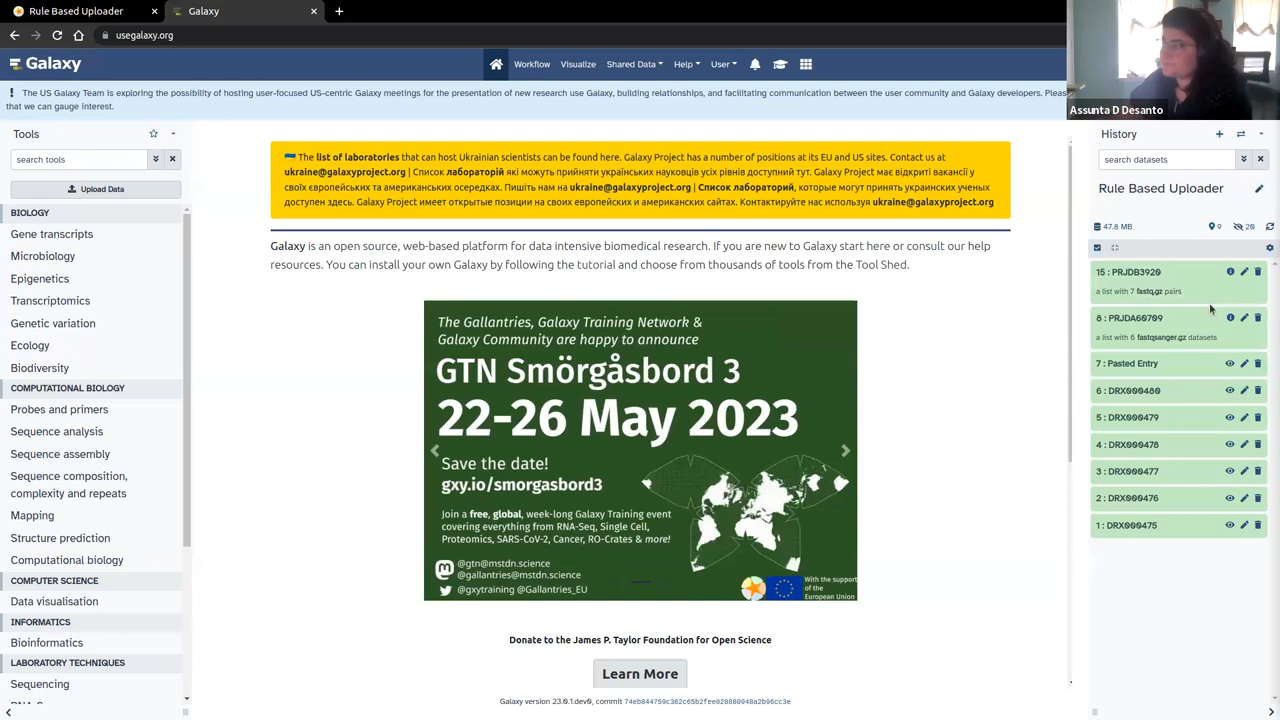 Rule Based Uploader
Galaxy
usegalaxy.org
Galaxy
Workflow
Visualize
Shared Data
Help
User
! The US Galaxy Team is exploring the possibility of hosting user-focused US-centric Galaxy meetings for the presentation of new research use Galaxy, building relationships, and facilitating communication between the user community and Galaxy developers. Pleas
that we can gauge interest.
Assunta D Desanto
Tools
search tools
Upload Data
BIOLOGY
Gene transcripts
Microbiology
Epigenetics
Transcriptomics
Genetic variation
Ecology
Biodiversity
COMPUTATIONAL BIOLOGY
Probes and primers
Sequence analysis
Sequence assembly
Sequence composition,
complexity and repeats
Mapping
Structure prediction
Computational biology
COMPUTER SCIENCE
Data visualisation
INFORMATICS
Bioinformatics
LABORATORY TECHNIQUES
Sequencing
The list of laboratories that can host Ukrainian scientists can be found here. Galaxy Project has a number of positions at its EU and US sites. Contact us at
ukraine@galaxyproject.org | Список лабораторій які можуть прийняти українських науковців усіх рівнів доступний тут. Галаxy Project має відкриті вакансії у
своїх європейських та американських осередках. Пишіть нам на ukraine@galaxyproject.org | Список лабораторий, которые могут принять украинских ученых
доступен здесь. Galaxy Project имеет открытые позиции на своих европейских и американских сайтах. Контактируйте нас используя ukraine@galaxyproject.org
Galaxy is an open source, web-based platform for data intensive biomedical research. If you are new to Galaxy start here or consult our help
resources. You can install your own Galaxy by following the tutorial and choose from thousands of tools from the Tool Shed.
The Gallantries, Galaxy Training Network &
Galaxy Community are happy to announce
GTN Smörgåsbord 3
22-26 May 2023
Save the date!
gxy.io/smorgasbord3
Join a free, global, week-long Galaxy Training event
covering everything from RNA-Seq, Single Cell,
Proteomics, SARS-CoV-2, Cancer, RO-Crates & more!
@gtn@mstdn.science
@gallantries@mstdn.science
@gxytraining @Gallantries_EU
With the support
of the
European Union
Donate to the James P. Taylor Foundation for Open Science
Learn More
Galaxy version 23.0.1.dev0, commit 74eb844759c362c65b2fee028880948a2b96cc3e
History
search datasets
Rule Based Uploader
47.8 MB
9
20
15 : PRJDB3920
a list with 7 fastq.gz pairs
8 : PRJDA60709
a list with 6 fastqsanger.gz datasets
7 : Pasted Entry
6 : DRX000480
5 : DRX000479
4 : DRX000478
3 : DRX000477
2 : DRX000476
1 : DRX000475